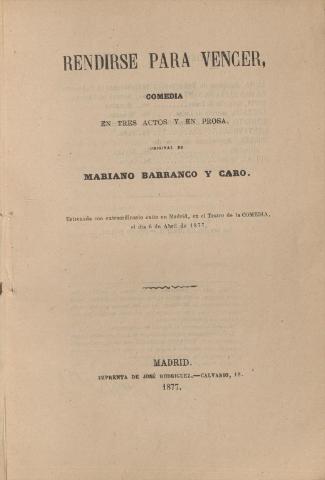 RENDIRSE PARA VENCER,
COMEDIA
EN TRES ACTOS Y EN PROSA,
ORIGINAL DE
MARIANO BARRANCO Y CARO.
Estrenada con extraordinario éxito en Madrid, en el Teatro de la COMEDIA,
el dia 6 de Abril de 1877.
MADRID.
IMPRENTA DE JOSÉ RODRIGUEZ.—CALVARIO, 18.
1877.